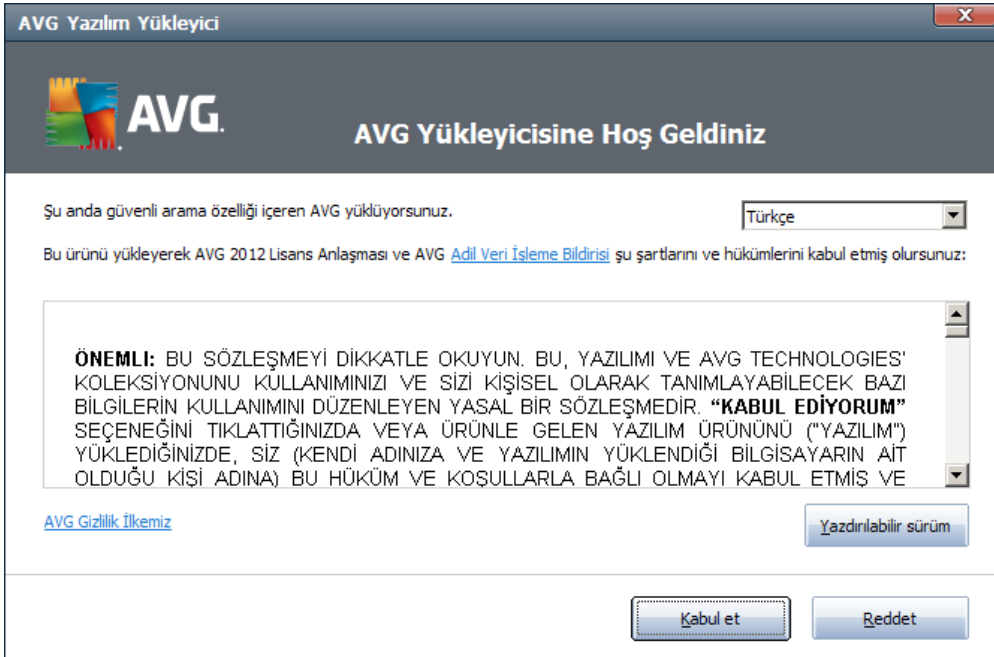 AVG Yazılım Yükleyici
AVG.
AVG Yükleyicisine Hoş Geldiniz
Şu anda güvenli arama özelliği içeren AVG yüklüyorsunuz.
Türkçe
Bu ürünü yükleyerek AVG 2012 Lisans Anlaşması ve AVG Adil Veri İşleme Bildirisi şu şartlarını ve hükümlerini kabul etmiş olursunuz:
ÖNEMLI: BU SÖZLEŞMEYİ DİKKATLE OKUYUN. BU, YAZILIMI VE AVG TECHNOLOGIES'
KOLEKSİYONUNU KULLANIMINIZI VE SİZİ KİŞİSEL OLARAK TANIMLAYABİLECEK BAZI
BİLGİLERİN KULLANIMINI DÜZENLEYEN YASAL BİR SÖZLEŞMEDİR. “KABUL EDİYORUM”
SEÇENEĞİNİ TIKLATTIĞINIZDA VEYA ÜRÜNLE GELEN YAZILIM ÜRÜNÜNÜ ("YAZILIM")
YÜKLEDİĞİNİZDE, SİZ (KENDİ ADINIZA VE YAZILIMIN YÜKLENDİĞİ BİLGİSAYARIN AİT
OLDUĞU KİŞİ ADINA) BU HÜKÜM VE KOŞULLARLA BAĞLI OLMAYI KABUL ETMİŞ VE
AVG Gizlilik İlkemiz
Yazdırılabilir sürüm
Kabul et
Reddet